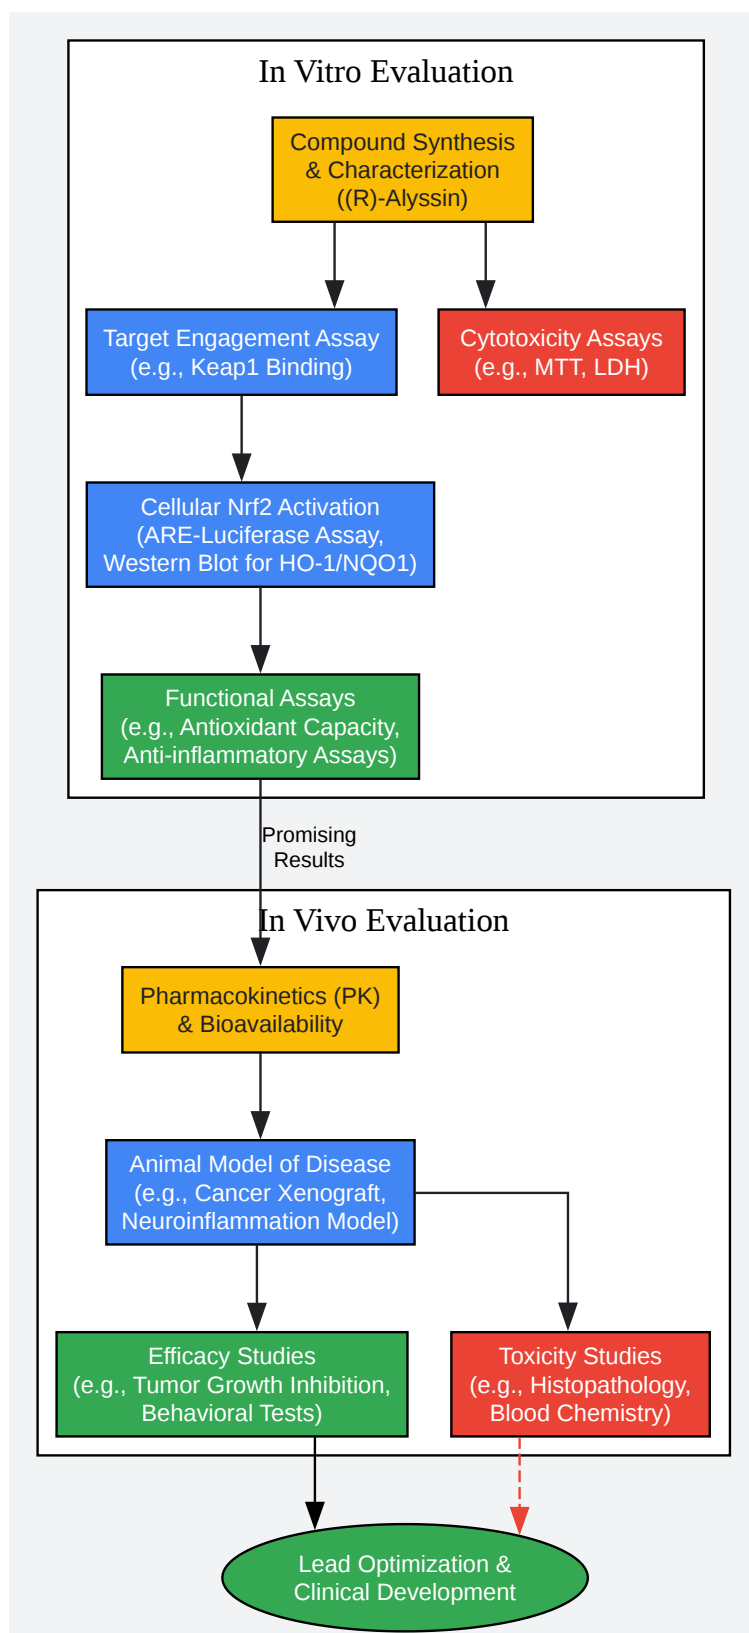 In Vitro Evaluation
Compound Synthesis
& Characterization
((R)-Alyssin)
Target Engagement Assay
(e.g., Keap1 Binding)
Cytotoxicity Assays
(e.g., MTT, LDH)
Cellular Nrf2 Activation
(ARE-Luciferase Assay,
Western Blot for HO-1/NQO1)
Functional Assays
(e.g., Antioxidant Capacity,
Anti-inflammatory Assays)
Promising
Results
In Vivo Evaluation
Pharmacokinetics (PK)
& Bioavailability
Animal Model of Disease
(e.g., Cancer Xenograft,
Neuroinflammation Model)
Efficacy Studies
(e.g., Tumor Growth Inhibition,
Behavioral Tests)
Toxicity Studies
(e.g., Histopathology,
Blood Chemistry)
Lead Optimization &
Clinical Development